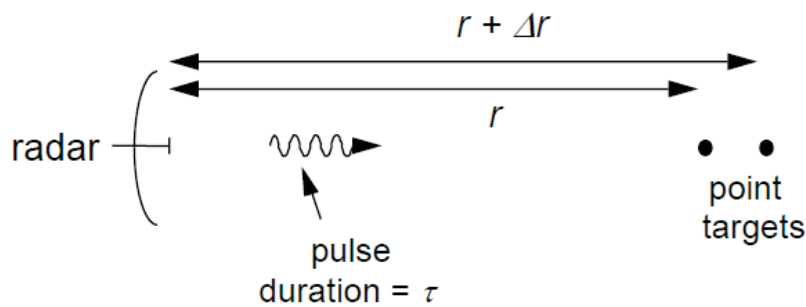 r + Δr
r
radar
point
targets
pulse
duration = τ